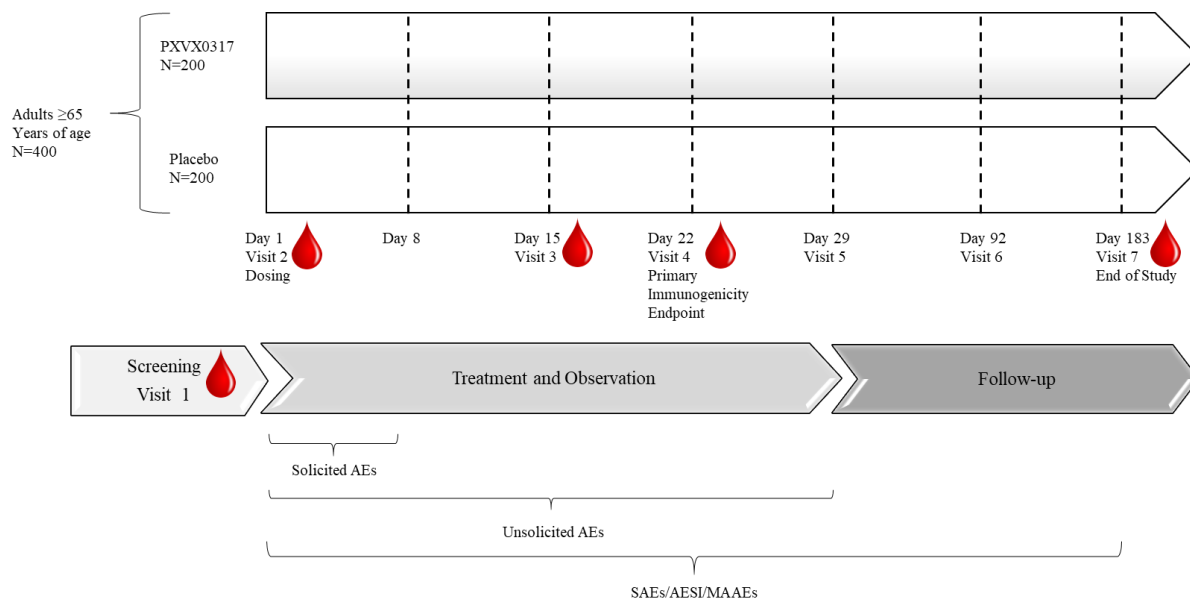 PXVX0317
N=200
Adults ≥65
Years of age
N=400
Placebo
N=200
Day 1
Visit 2
Dosing
Day 8
Day 15
Visit 3
Day 22
Visit 4
Primary
Immunogenicity
Endpoint
Day 29
Visit 5
Day 92
Visit 6
Day 183
Visit 7
End of Study
Screening
Visit 1
Treatment and Observation
Follow-up
Solicited AEs
Unsolicited AEs
SAEs/AESI/MAAEs